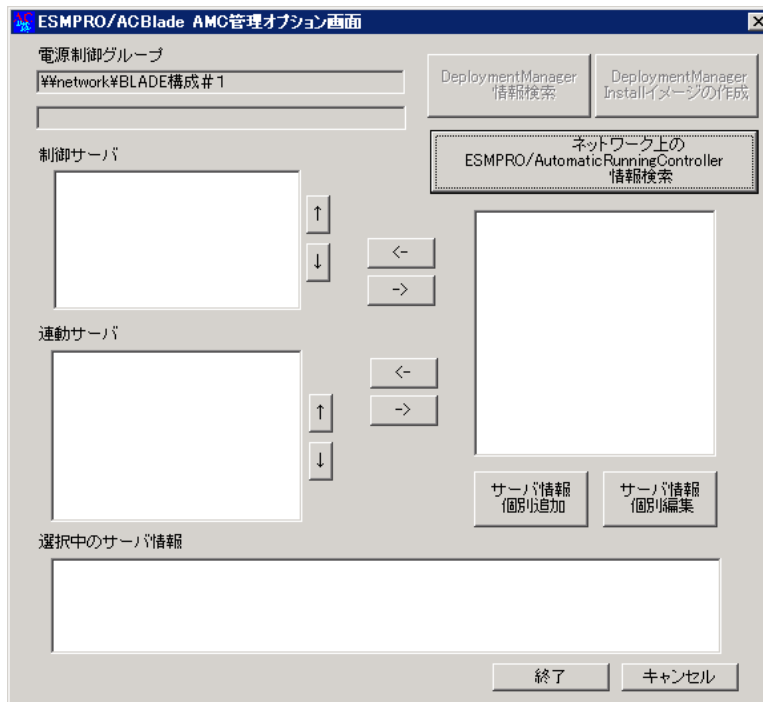 ESMPRO/ACBlade AMC管理オプション画面
電源制御グループ
¥¥network¥BLADE構成＃1
DeploymentManager
情報検索
DeploymentManager
Installイメージの作成
ネットワーク上の
ESMPRO/AutomaticRunningController
情報検索
制御サーバ
↑
↓
<-
->
連動サーバ
<-
->
↑
↓
サーバ情報
個別追加
サーバ情報
個別編集
選択中のサーバ情報
終了
キャンセル